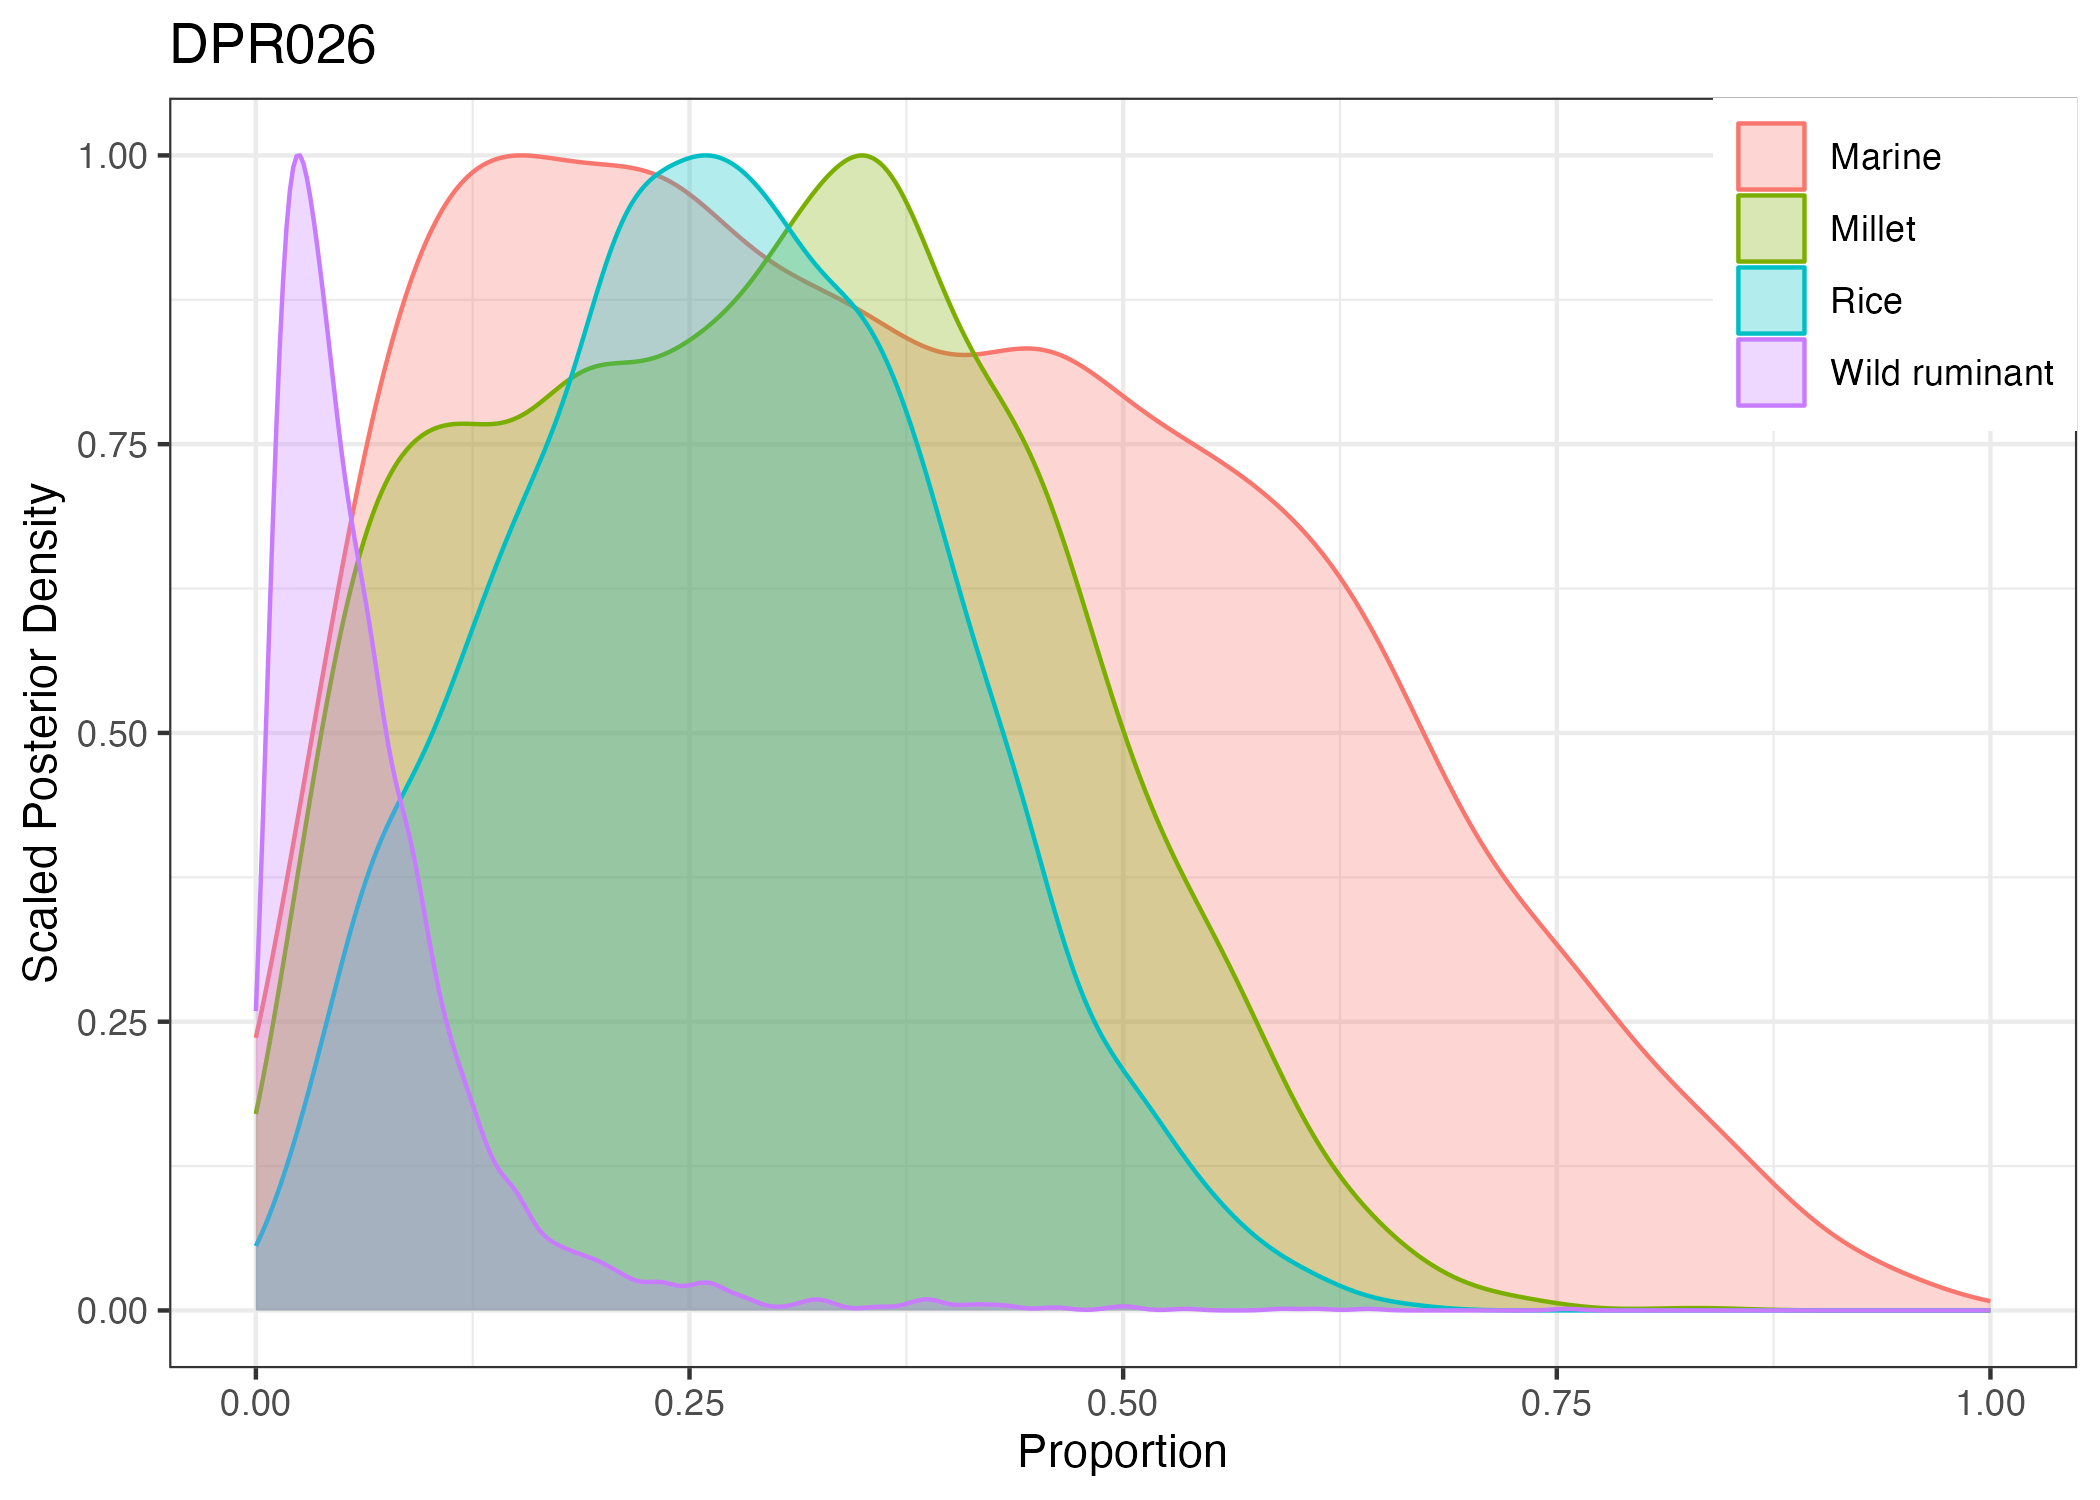 DPR026
Marine
Millet
Rice
Wild ruminant
Scaled Posterior Density
1.00
0.75
0.50
0.25
0.00
0.00 0.25 0.50 0.75 1.00
Proportion